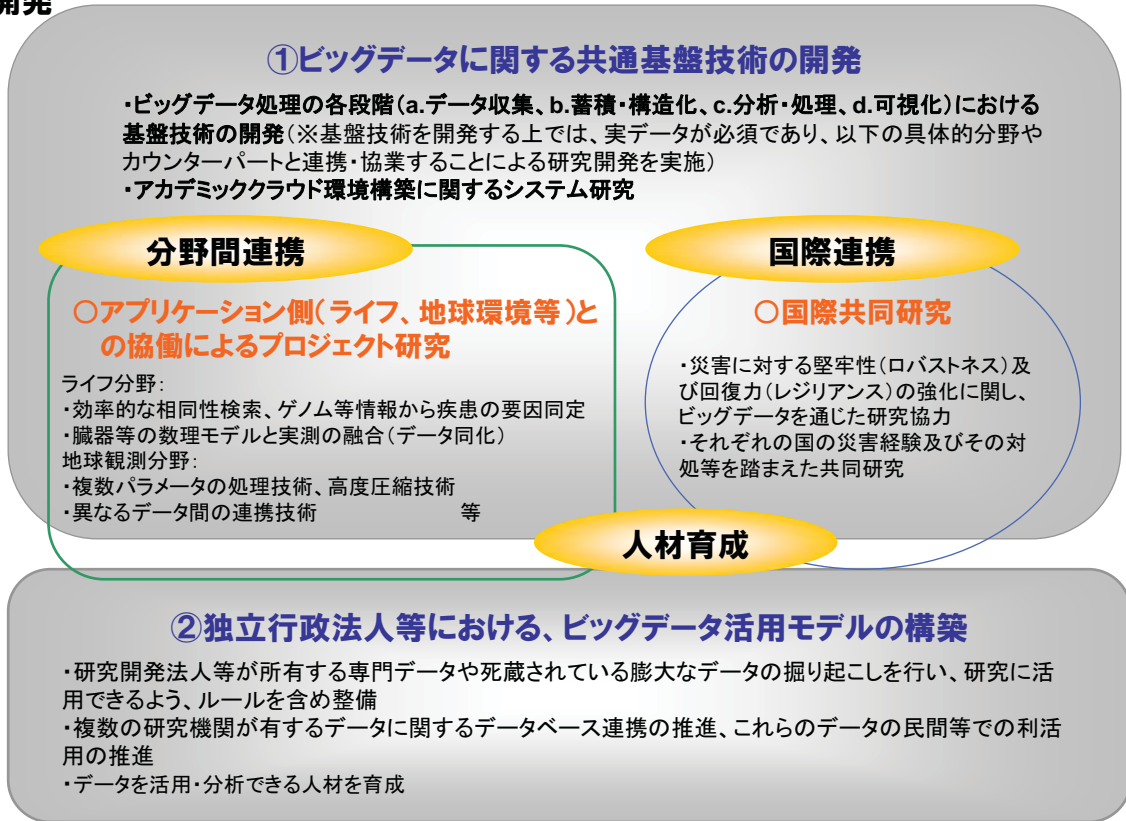 開発
①ビッグデータに関する共通基盤技術の開発
・ビッグデータ処理の各段階(a.データ収集、b.蓄積・構造化、c.分析・処理、d.可視化)における
基盤技術の開発(※基盤技術を開発する上では、実データが必須であり、以下の具体的分野や
カウンターパートと連携・協業することによる研究開発を実施)
・アカデミッククラウド環境構築に関するシステム研究
分野間連携
○アプリケーション側(ライフ、地球環境等)と
の協働によるプロジェクト研究
ライフ分野:
・効率的な相同性検索、ゲノム等情報から疾患の要因同定
・臓器等の数理モデルと実測の融合(データ同化)
地球観測分野:
・複数パラメータの処理技術、高度圧縮技術
・異なるデータ間の連携技術 等
国際連携
○国際共同研究
・災害に対する堅牢性(ロバストネス)及
び回復力(レジリアンス)の強化に関し、
ビッグデータを通じた研究協力
・それぞれの国の災害経験及びその対
処等を踏まえた共同研究
人材育成
②独立行政法人等における、ビッグデータ活用モデルの構築
・研究開発法人等が所有する専門データや死蔵されている膨大なデータの掘り起こしを行い、研究に活
用できるよう、ルールを含め整備
・複数の研究機関が有するデータに関するデータベース連携の推進、これらのデータの民間等での利活
用の推進
・データを活用・分析できる人材を育成